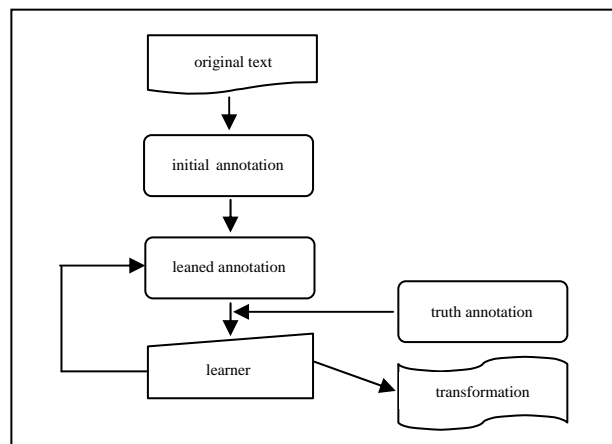 original text
initial annotation
leaned annotation
truth annotation
learner
transformation